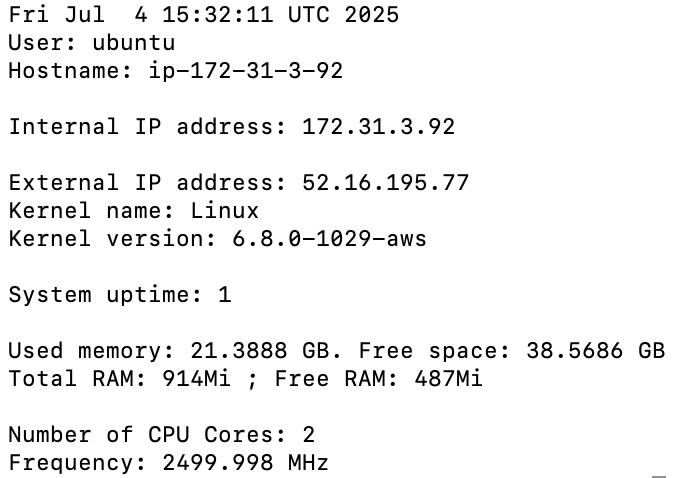 Fri Jul  4 15:32:11 UTC 2025
User: ubuntu
Hostname: ip-172-31-3-92
Internal IP address: 172.31.3.92
External IP address: 52.16.195.77
Kernel name: Linux
Kernel version: 6.8.0-1029-aws
System uptime: 1
Used memory: 21.3888 GB. Free space: 38.5686 GB
Total RAM: 914Mi ; Free RAM: 487Mi
Number of CPU Cores: 2
Frequency: 2499.998 MHz